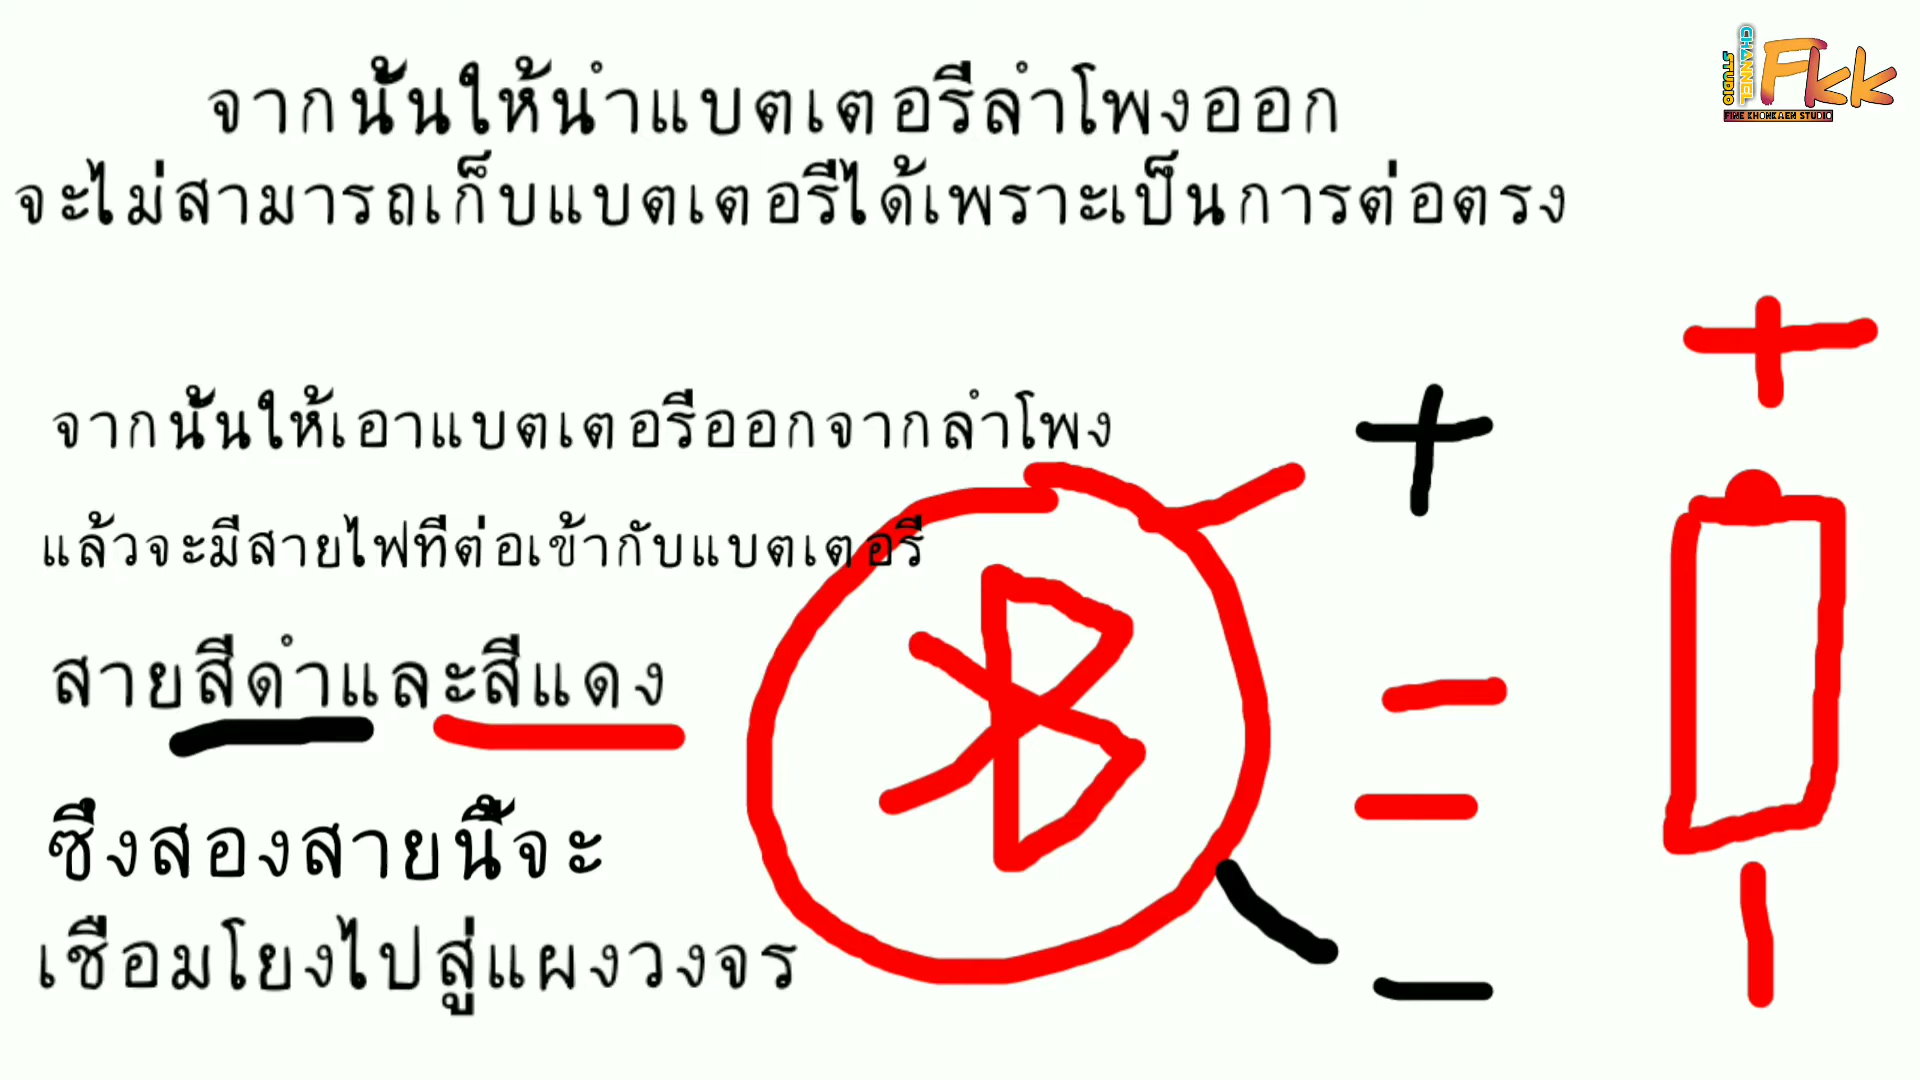 จากนั้นให้นำแบตเตอรีลำโพงออก
จะไม่สามารถเก็บแบตเตอรีได้เพราะเป็นการต่อตรง
จากนั้นให้เอาแบตเตอรีออกจากลำโพง
แล้วจะมีสายไฟทีต่อเข้ากับแบตเตอรี
สายสีดำและสีแดง
ซึงสองสายนี้จะ
เชือมโยงไปสู่แผงวงจร
+
+
=
-
STUDIO
CHANNEL
Fkk
FINE KHONKAEN STUDIO